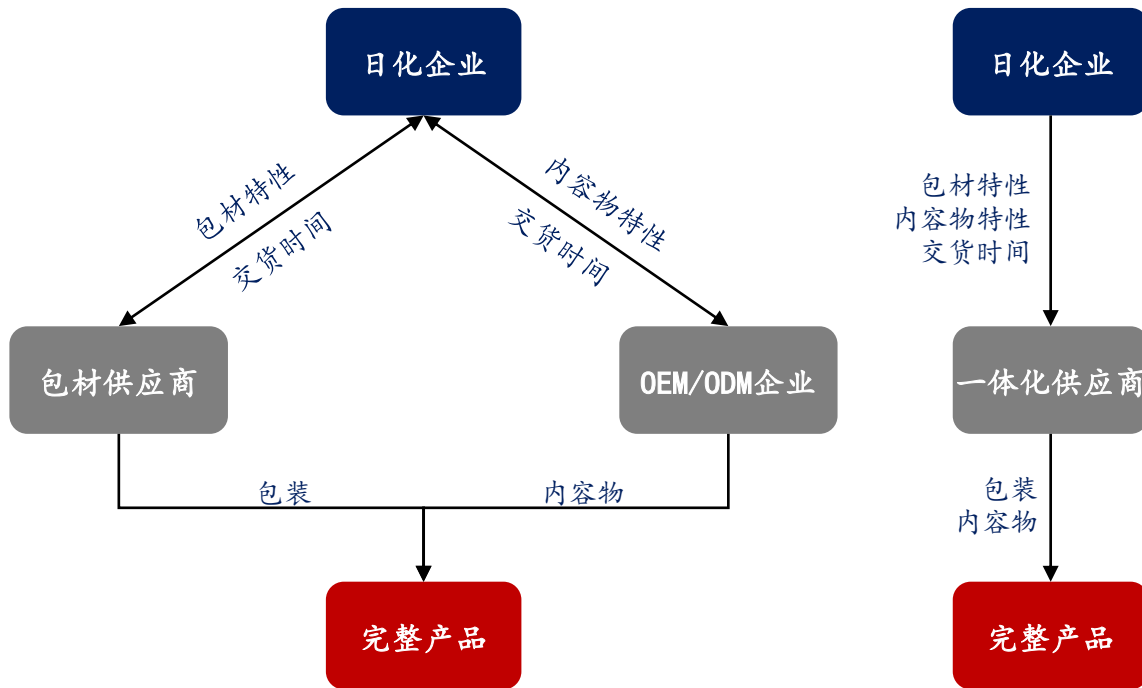 日化企业
包材特性
交货时间
内容物特性
交货时间
包材供应商
OEM/ODM企业
包装
内容物
完整产品
日化企业
包材特性
内容物特性
交货时间
一体化供应商
包装
内容物
完整产品